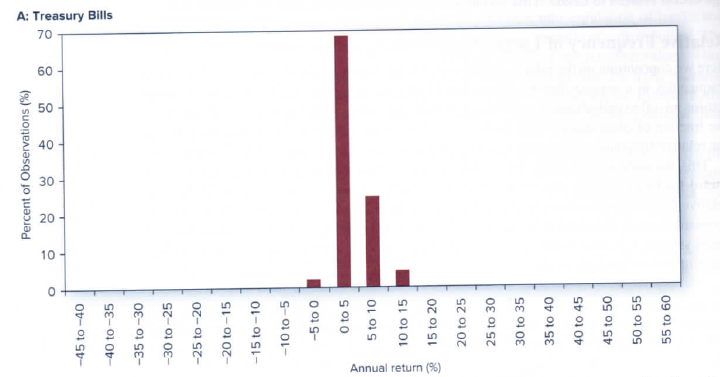 A: Treasury Bills
70
60
50
40
30
20
10
0
Percent of Observations (%)
−45 to −40
−40 to −35
−35 to −30
−30 to −25
−25 to −20
−20 to −15
−15 to −10
−10 to −5
−5 to 0
0 to 5
5 to 10
10 to 15
15 to 20
20 to 25
25 to 30
30 to 35
35 to 40
40 to 45
45 to 50
50 to 55
55 to 60
Annual return (%)